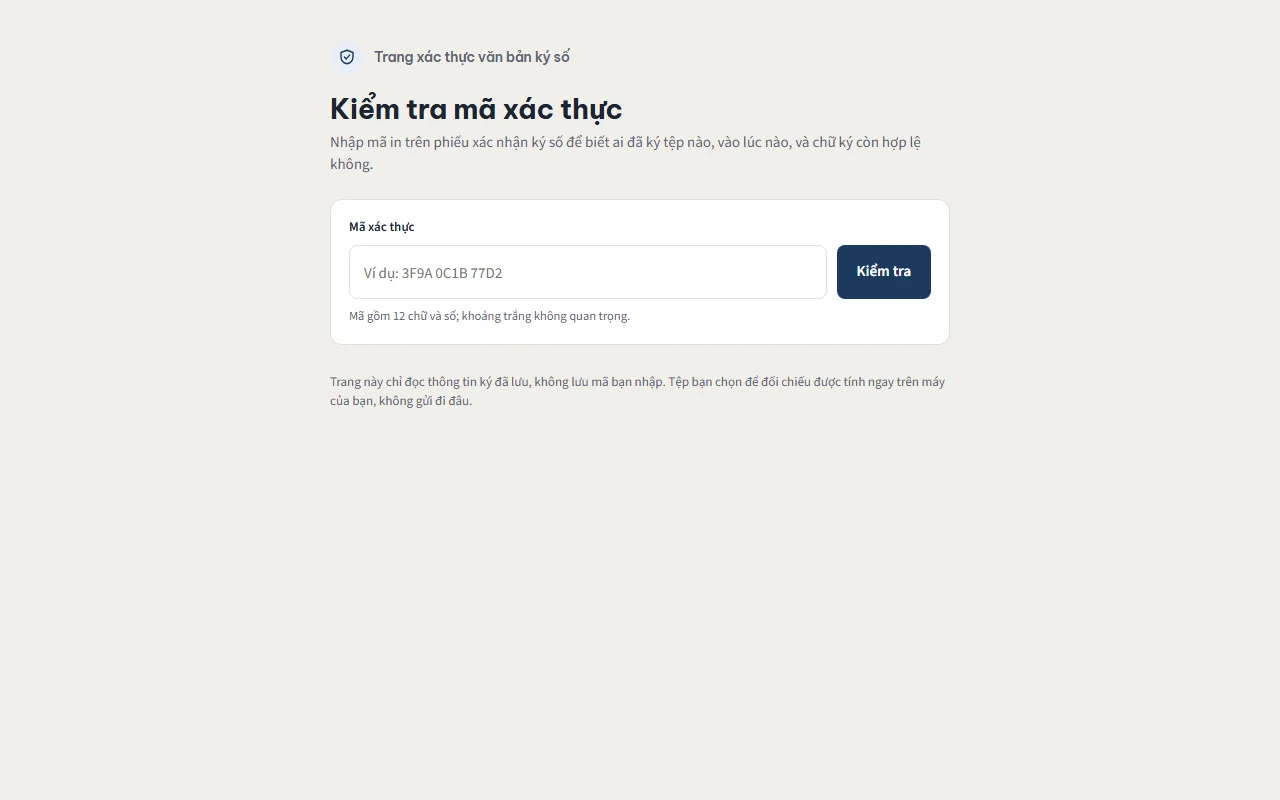 Trang xác thực văn bản ký số
Kiểm tra mã xác thực
Nhập mã in trên phiếu xác nhận ký số để biết ai đã ký tệp nào, vào lúc nào, và chữ ký còn hợp lệ
không.
Mã xác thực
Ví dụ: 3F9A 0C1B 77D2
Kiểm tra
Mã gồm 12 chữ và số; khoảng trắng không quan trọng.
Trang này chỉ đọc thông tin ký đã lưu, không lưu mã bạn nhập. Tệp bạn chọn để đối chiếu được tính ngay trên máy
của bạn, không gửi đi đâu.